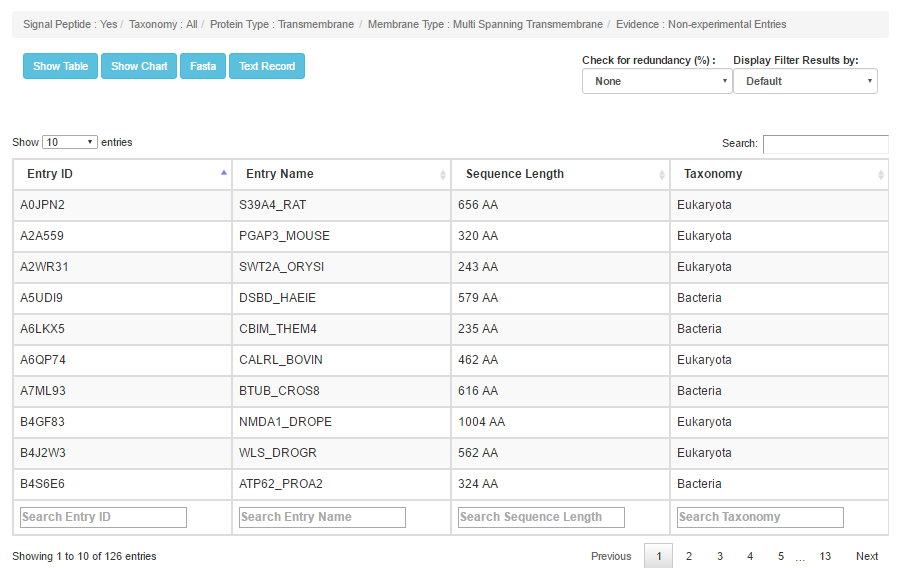 Signal Peptide : Yes / Taxonomy : All / Protein Type : Transmembrane / Membrane Type : Multi Spanning Transmembrane / Evidence : Non-experimental Entries
Show Table Show Chart Fasta Text Record
Check for redundancy (%) : Display Filter Results by:
None Default
Show 10 entries Search:
Entry ID Entry Name Sequence Length Taxonomy
A0JPN2 S39A4_RAT 656 AA Eukaryota
A2A559 PGAP3_MOUSE 320 AA Eukaryota
A2WR31 SWT2A_ORYSI 243 AA Eukaryota
A5UDI9 DSBD_HAEIE 579 AA Bacteria
A6LKX5 CBIM_THEM4 235 AA Bacteria
A6QP74 CALRL_BOVIN 462 AA Eukaryota
A7ML93 BTUB_CROS8 616 AA Bacteria
B4GF83 NMDA1_DROPE 1004 AA Eukaryota
B4J2W3 WLS_DROGR 562 AA Eukaryota
B4S6E6 ATP62_PROA2 324 AA Bacteria
Search Entry ID Search Entry Name Search Sequence Length Search Taxonomy
Showing 1 to 10 of 126 entries Previous 1 2 3 4 5 ... 13 Next